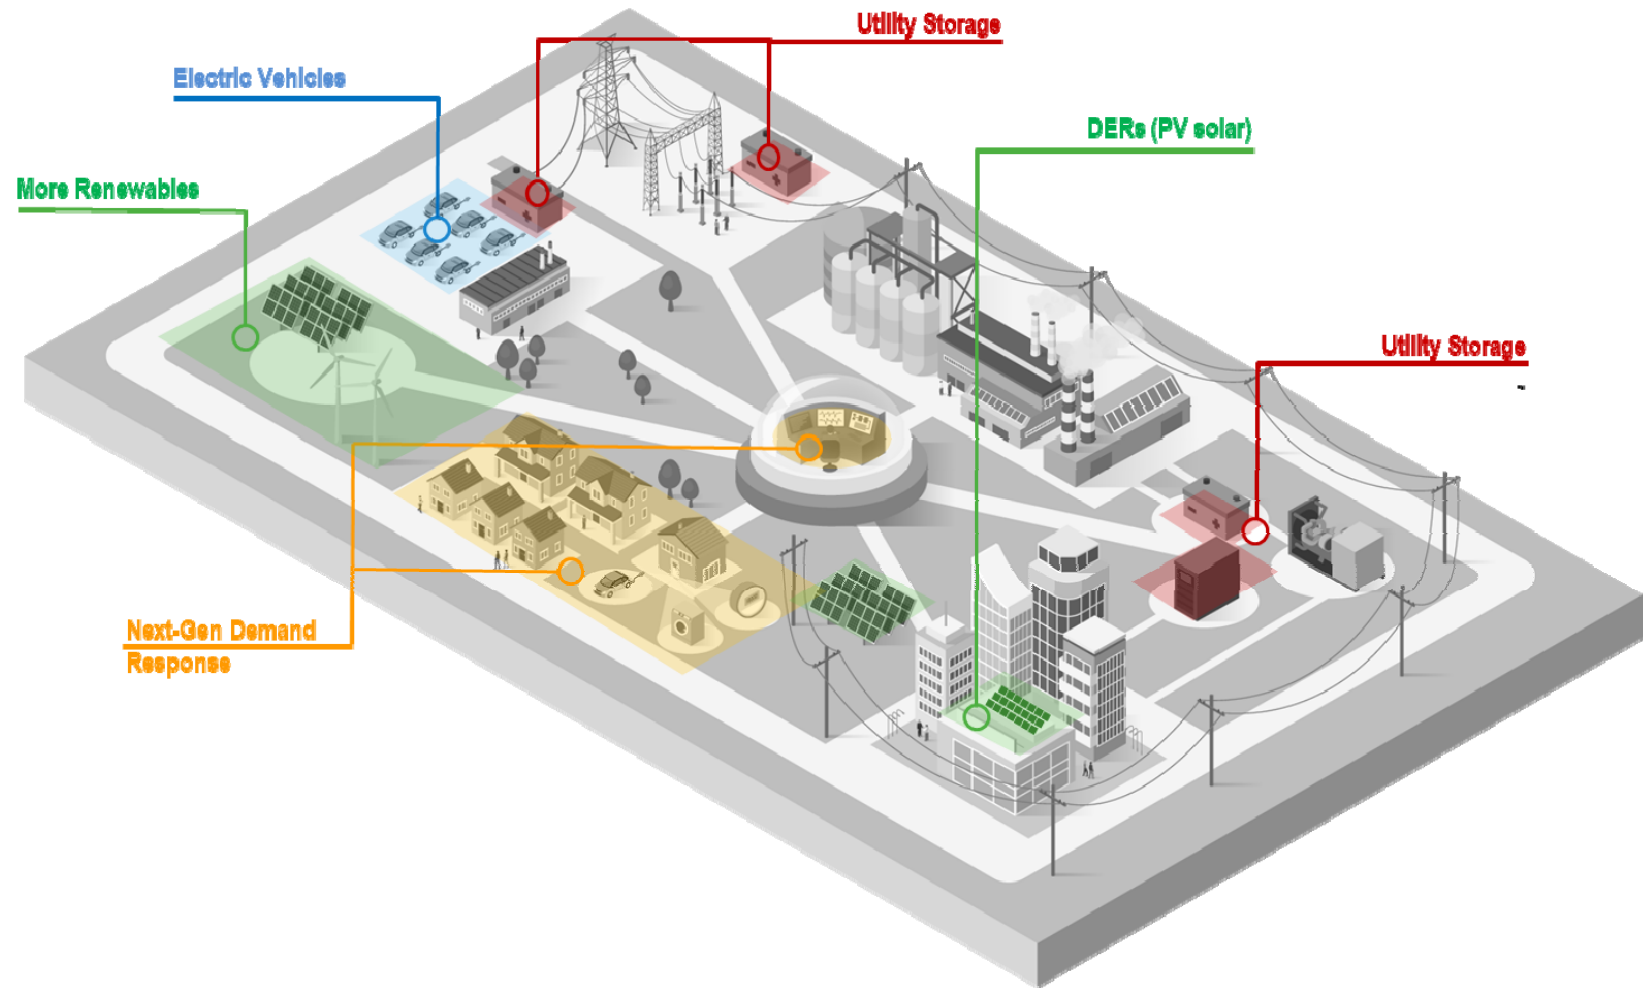 Utility Storage
Electric Vehicles
DERs (PV solar)
More Renewables
Utility Storage
Next-Gen Demand
Response